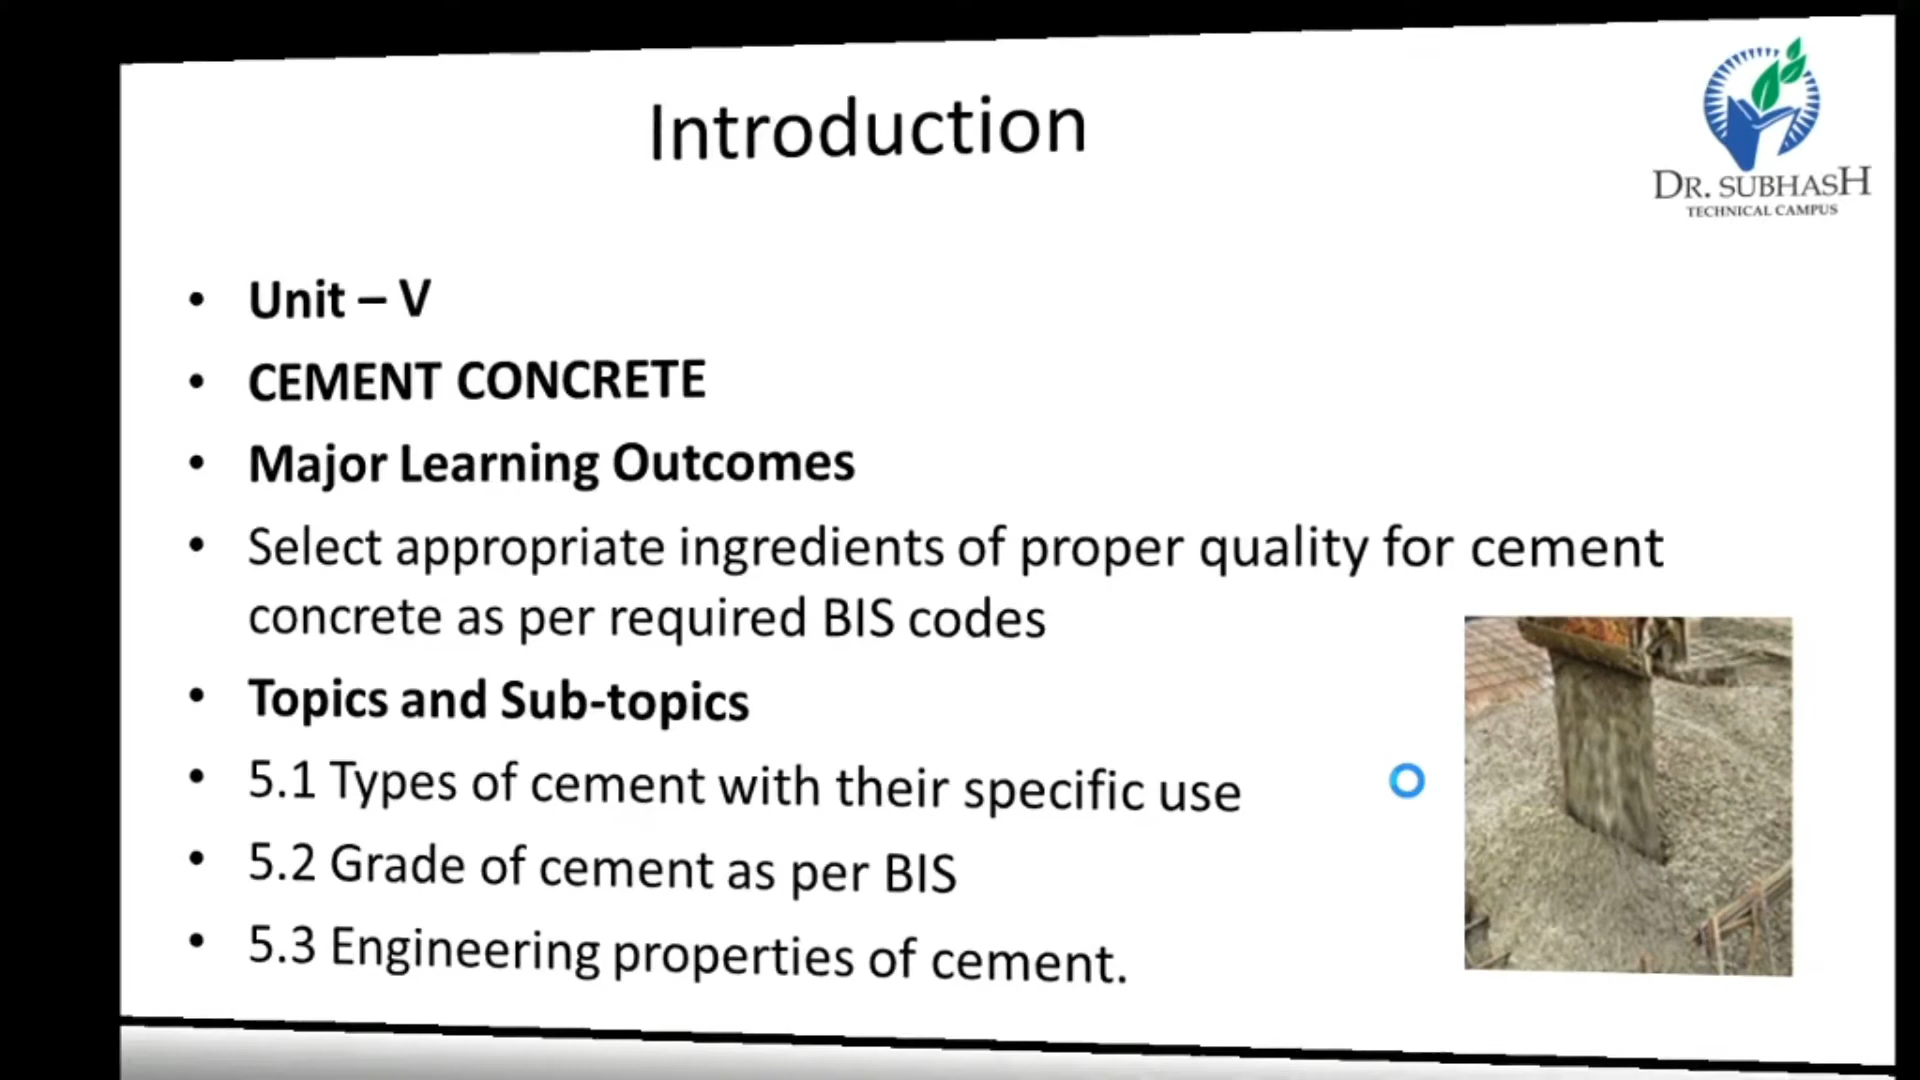 Introduction
DR. SUBHASH
TECHNICAL CAMPUS
• Unit – V
• CEMENT CONCRETE
• Major Learning Outcomes
• Select appropriate ingredients of proper quality for cement
concrete as per required BIS codes
• Topics and Sub-topics
• 5.1 Types of cement with their specific use
• 5.2 Grade of cement as per BIS
• 5.3 Engineering properties of cement.